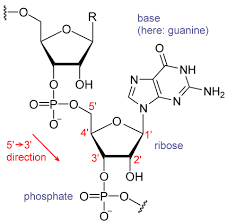 O
O
R
base
(here: guanine)
O
OH
O
N
NH
O
P
O
5'
N
N
NH2
O⁻
4'
O
1'
5'→3'
direction
3'
2'
ribose
O
OH
phosphate
O
P
O
O⁻